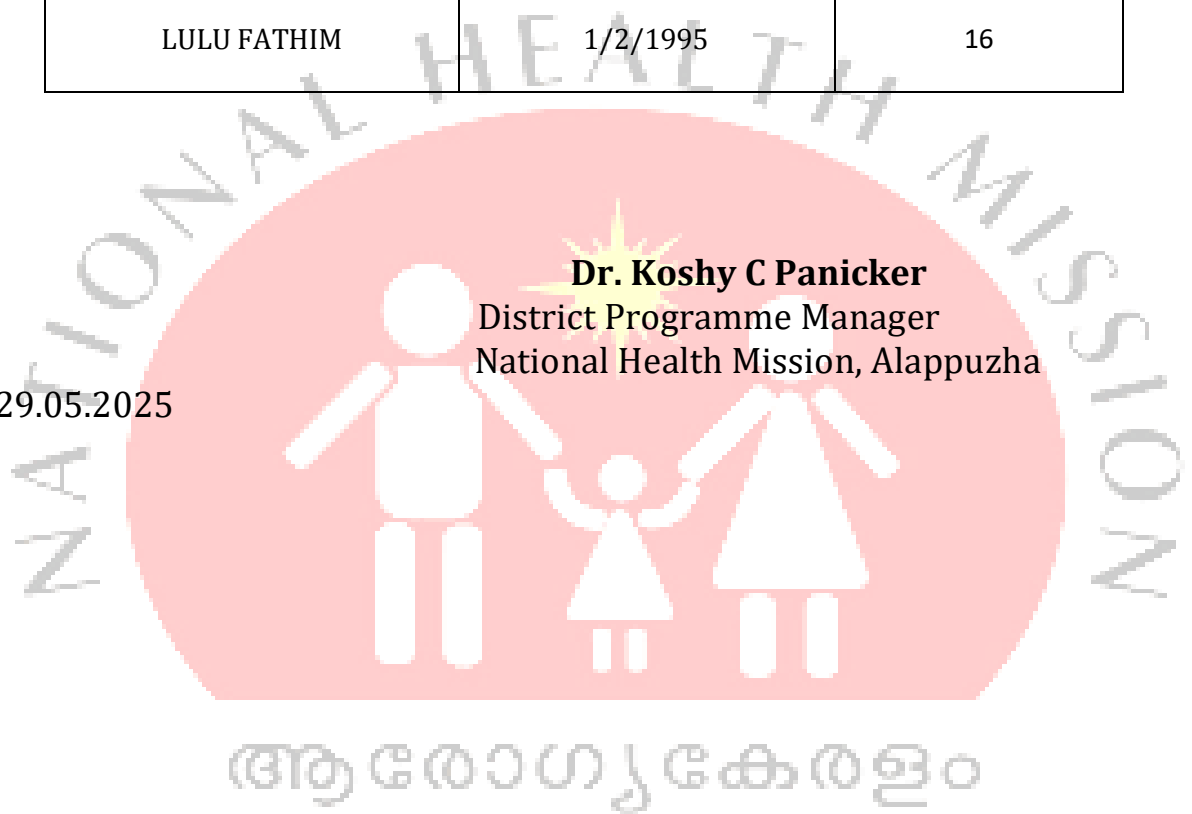 LULU FATHIM 1/2/1995 16
NATIONAL HEALTH MISSION
Dr. Koshy C Panicker
District Programme Manager
National Health Mission, Alappuzha
29.05.2025
ആരോഗ്യകേരളം